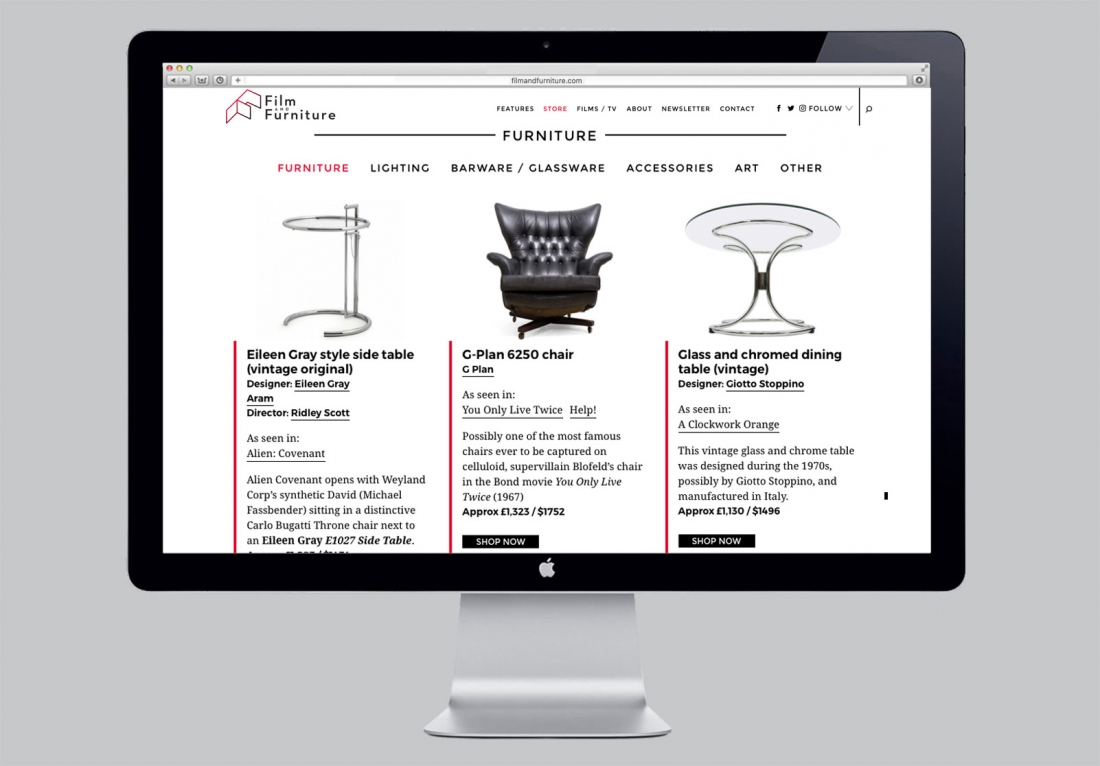 filmandfurniture.com
Film
AND
Furniture
FEATURES STORE FILMS / TV ABOUT NEWSLETTER CONTACT FOLLOW
FURNITURE
FURNITURE LIGHTING BARWARE / GLASSWARE ACCESSORIES ART OTHER
Eileen Gray style side table
(vintage original)
Designer: Eileen Gray
Aram
Director: Ridley Scott
As seen in:
Alien: Covenant
Alien Covenant opens with Weyland
Corp’s synthetic David (Michael
Fassbender) sitting in a distinctive
Carlo Bugatti Throne chair next to
an Eileen Gray E1027 Side Table.
G-Plan 6250 chair
G Plan
As seen in:
You Only Live Twice Help!
Possibly one of the most famous
chairs ever to be captured on
celluloid, supervillain Blofeld’s chair
in the Bond movie You Only Live
Twice (1967)
Approx £1,323 / $1752
SHOP NOW
Glass and chromed dining
table (vintage)
Designer: Giotto Stoppino
As seen in:
A Clockwork Orange
This vintage glass and chrome table
was designed during the 1970s,
possibly by Giotto Stoppino, and
manufactured in Italy.
Approx £1,130 / $1496
SHOP NOW